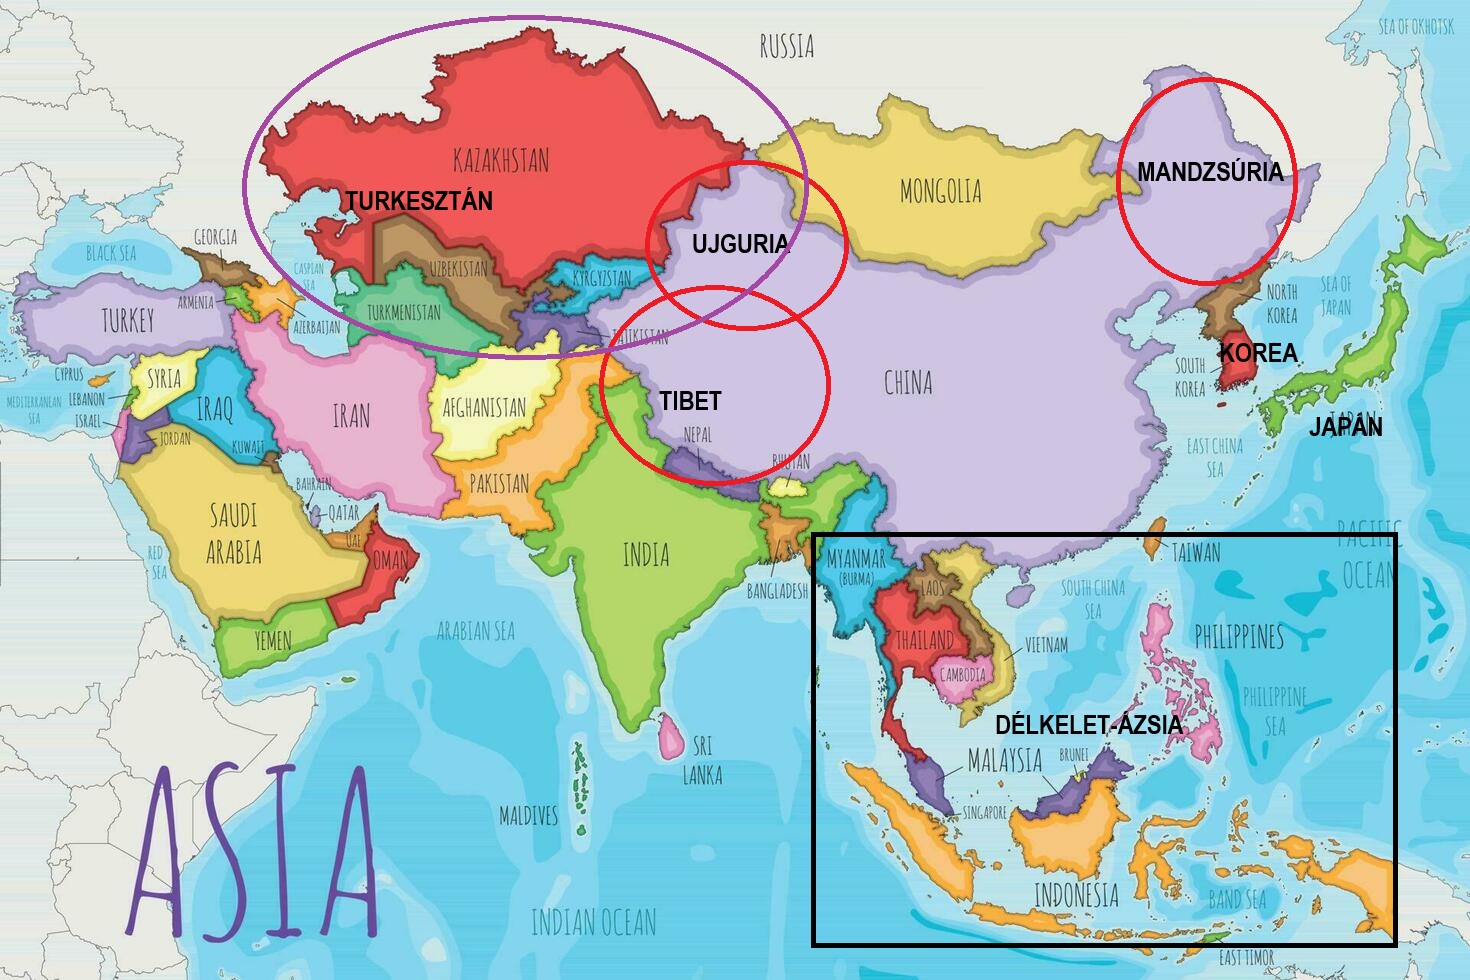 SEA OF OKHOTSK
RUSSIA
KAZAKHSTAN
TURKESZTÁN
MONGOLIA
MANDZSÚRIA
UJGURIA
GEORGIA
BLACK SEA
CASPIAN
SEA
UZBEKISTAN
KYRGYZSTAN
ARMENIA
AZERBAIJAN
TURKMENISTAN
TAJIKISTAN
TURKEY
NORTH
KOREA
SEA OF
JAPAN
KOREA
SOUTH
KOREA
CYPRUS
SYRIA
LEBANON
MEDITERRANEAN
SEA
ISRAEL
IRAQ
IRAN
AFGHANISTAN
TIBET
CHINA
JAPÁN
JORDAN
KUWAIT
NEPAL
BHUTAN
EAST CHINA
SEA
PAKISTAN
BAHRAIN
QATAR
UAE
OMAN
SAUDI
ARABIA
RED
SEA
INDIA
BANGLADESH
MYANMAR
(BURMA)
LAOS
TAIWAN
PACIFIC
OCEAN
SOUTH CHINA
SEA
YEMEN
ARABIAN SEA
THAILAND
VIETNAM
CAMBODIA
PHILIPPINES
PHILIPPINE
SEA
DÉLKELET-ÁZSIA
SRI
LANKA
MALDIVES
MALAYSIA
BRUNEI
SINGAPORE
INDONESIA
BAND SEA
ASIA
INDIAN OCEAN
EAST TIMOR